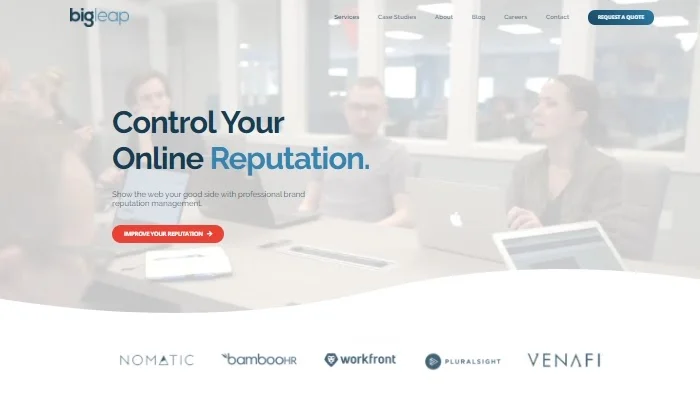 bigleap
Services Case Studies About Blog Careers Contact REQUEST A QUOTE
Control Your
Online Reputation.
Show the web your good side with professional brand
reputation management.
IMPROVE YOUR REPUTATION
NOMATIC bambooHR workfront PLURALSIGHT VENAFI